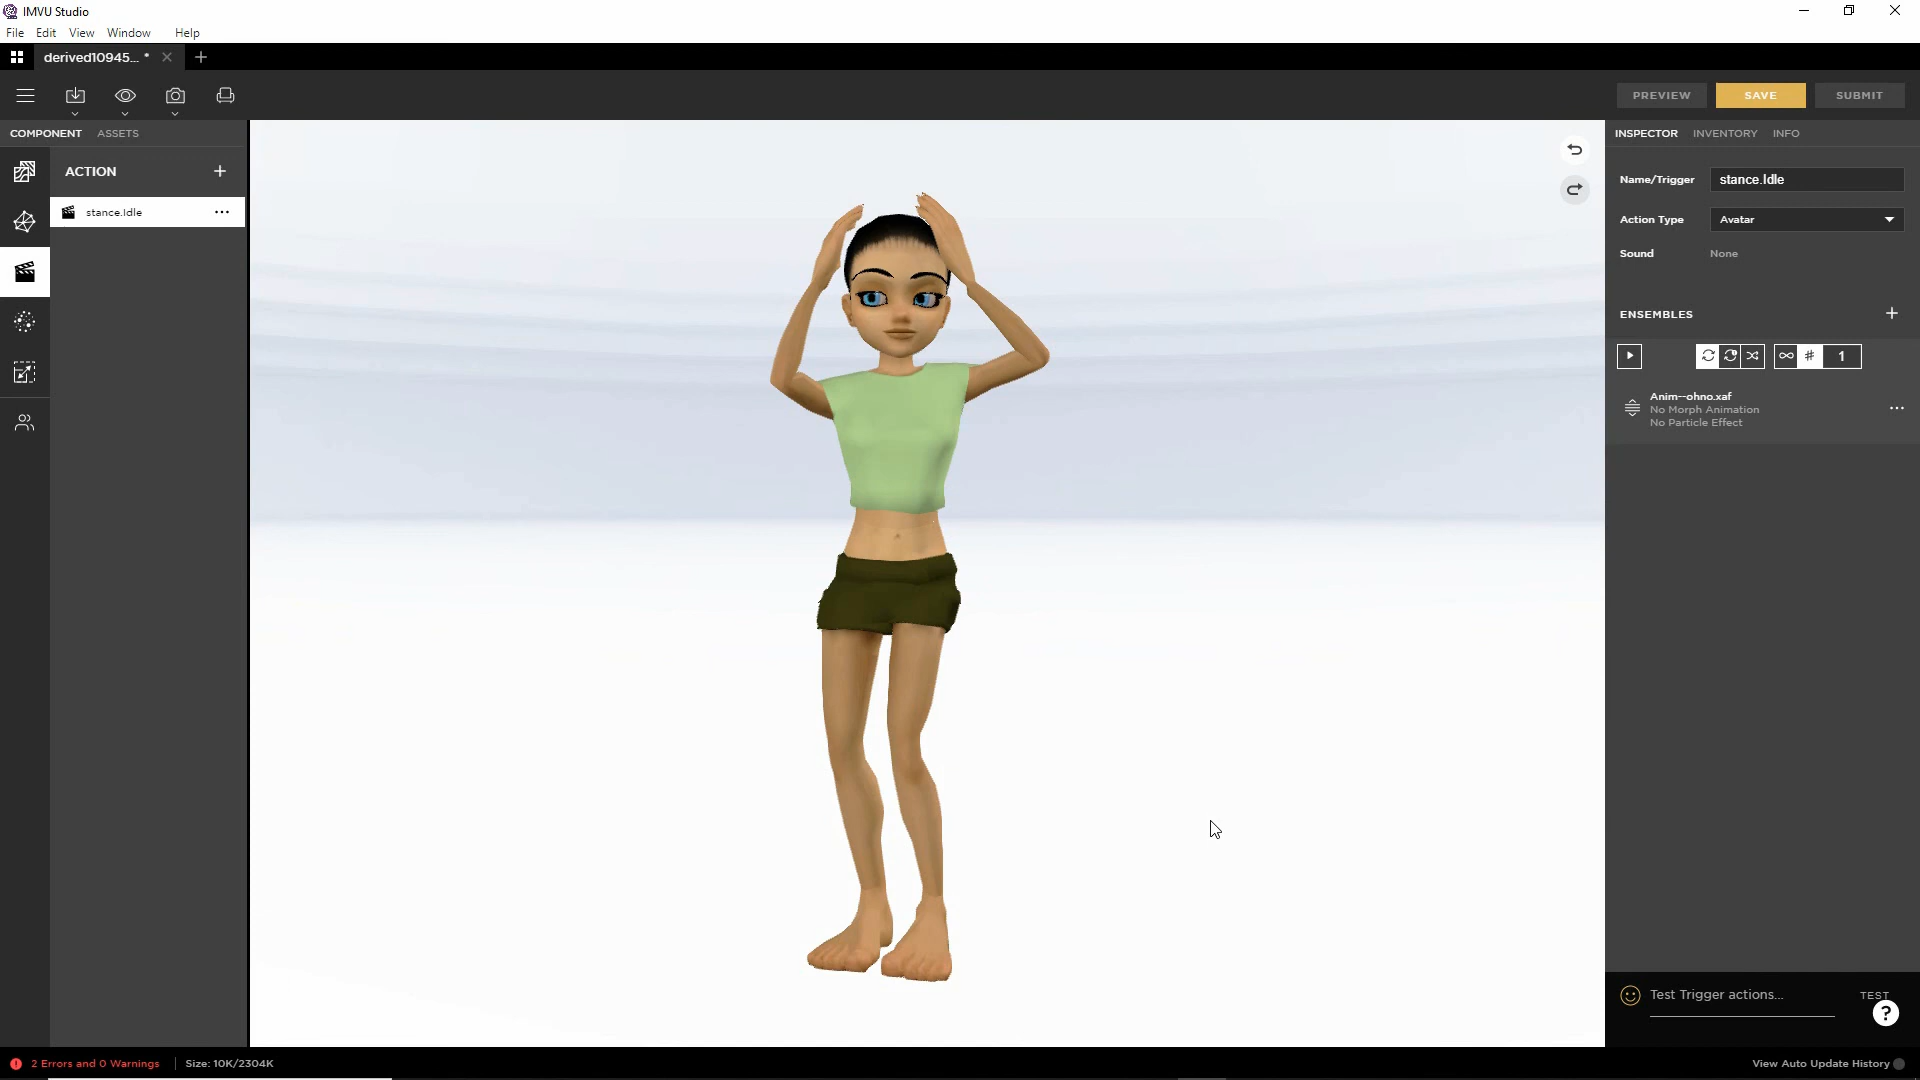 IMVU Studio
File Edit View Window Help
derived10945... *
PREVIEW SAVE SUBMIT
COMPONENT ASSETS
INSPECTOR INVENTORY INFO
ACTION
stance.Idle
Name/Trigger stance.Idle
Action Type Avatar
Sound None
ENSEMBLES
# 1
Anim--ohno.xaf
No Morph Animation
No Particle Effect
Test Trigger actions... TEST
?
2 Errors and 0 Warnings Size: 10K/2304K View Auto Update History